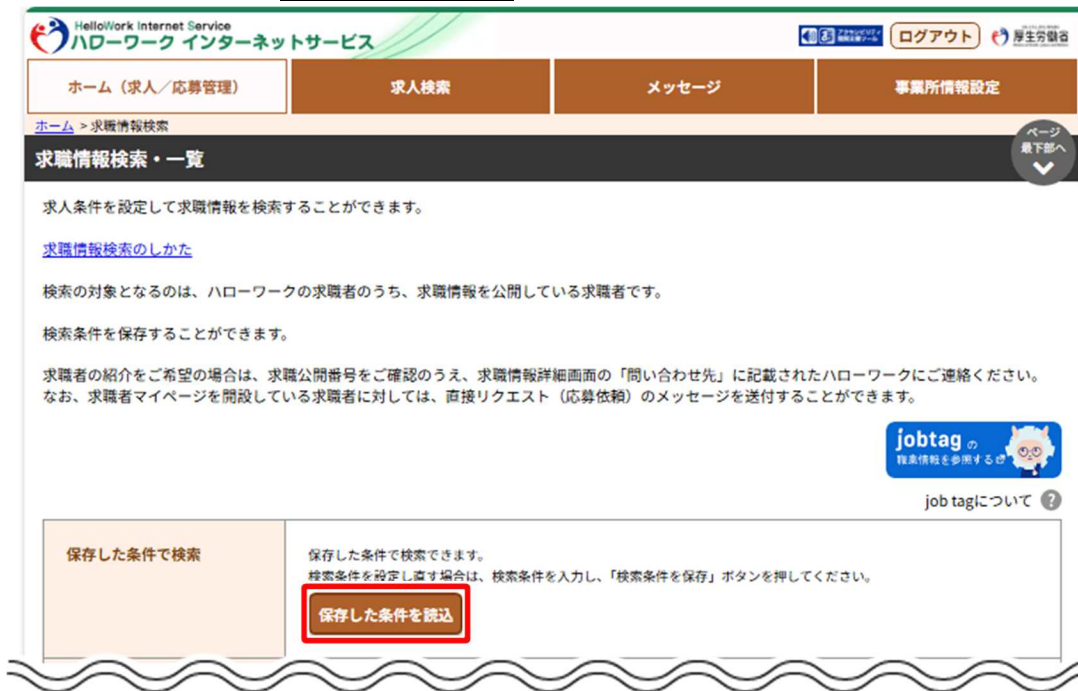 HelloWork Internet Service
ハローワーク インターネットサービス
ログアウト
厚生労働省
ホーム（求人／応募管理）
求人検索
メッセージ
事業所情報設定
ホーム > 求職情報検索
ページ
最下部へ
求職情報検索・一覧
求人条件を設定して求職情報を検索することができます。
求職情報検索のしかた
検索の対象となるのは、ハローワークの求職者のうち、求職情報を公開している求職者です。
検索条件を保存することができます。
求職者の紹介をご希望の場合は、求職公開番号をご確認のうえ、求職情報詳細画面の「問い合わせ先」に記載されたハローワークにご連絡ください。
なお、求職者マイページを開設している求職者に対しては、直接リクエスト（応募依頼）のメッセージを送付することができます。
jobtag の
職業情報を参照する
job tagについて ?
保存した条件で検索
保存した条件で検索できます。
検索条件を設定し直す場合は、検索条件を入力し、「検索条件を保存」ボタンを押してください。
保存した条件を読込